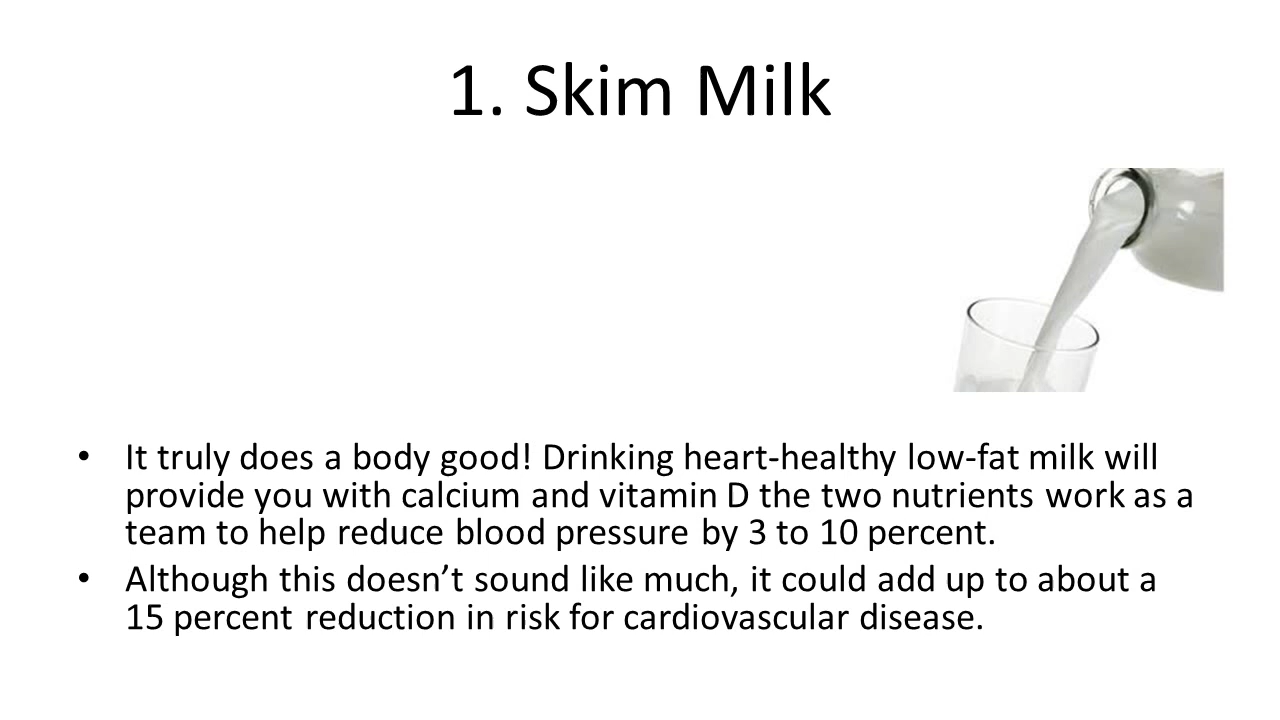 1. Skim Milk
• It truly does a body good! Drinking heart-healthy low-fat milk will
provide you with calcium and vitamin D the two nutrients work as a
team to help reduce blood pressure by 3 to 10 percent.
• Although this doesn’t sound like much, it could add up to about a
15 percent reduction in risk for cardiovascular disease.